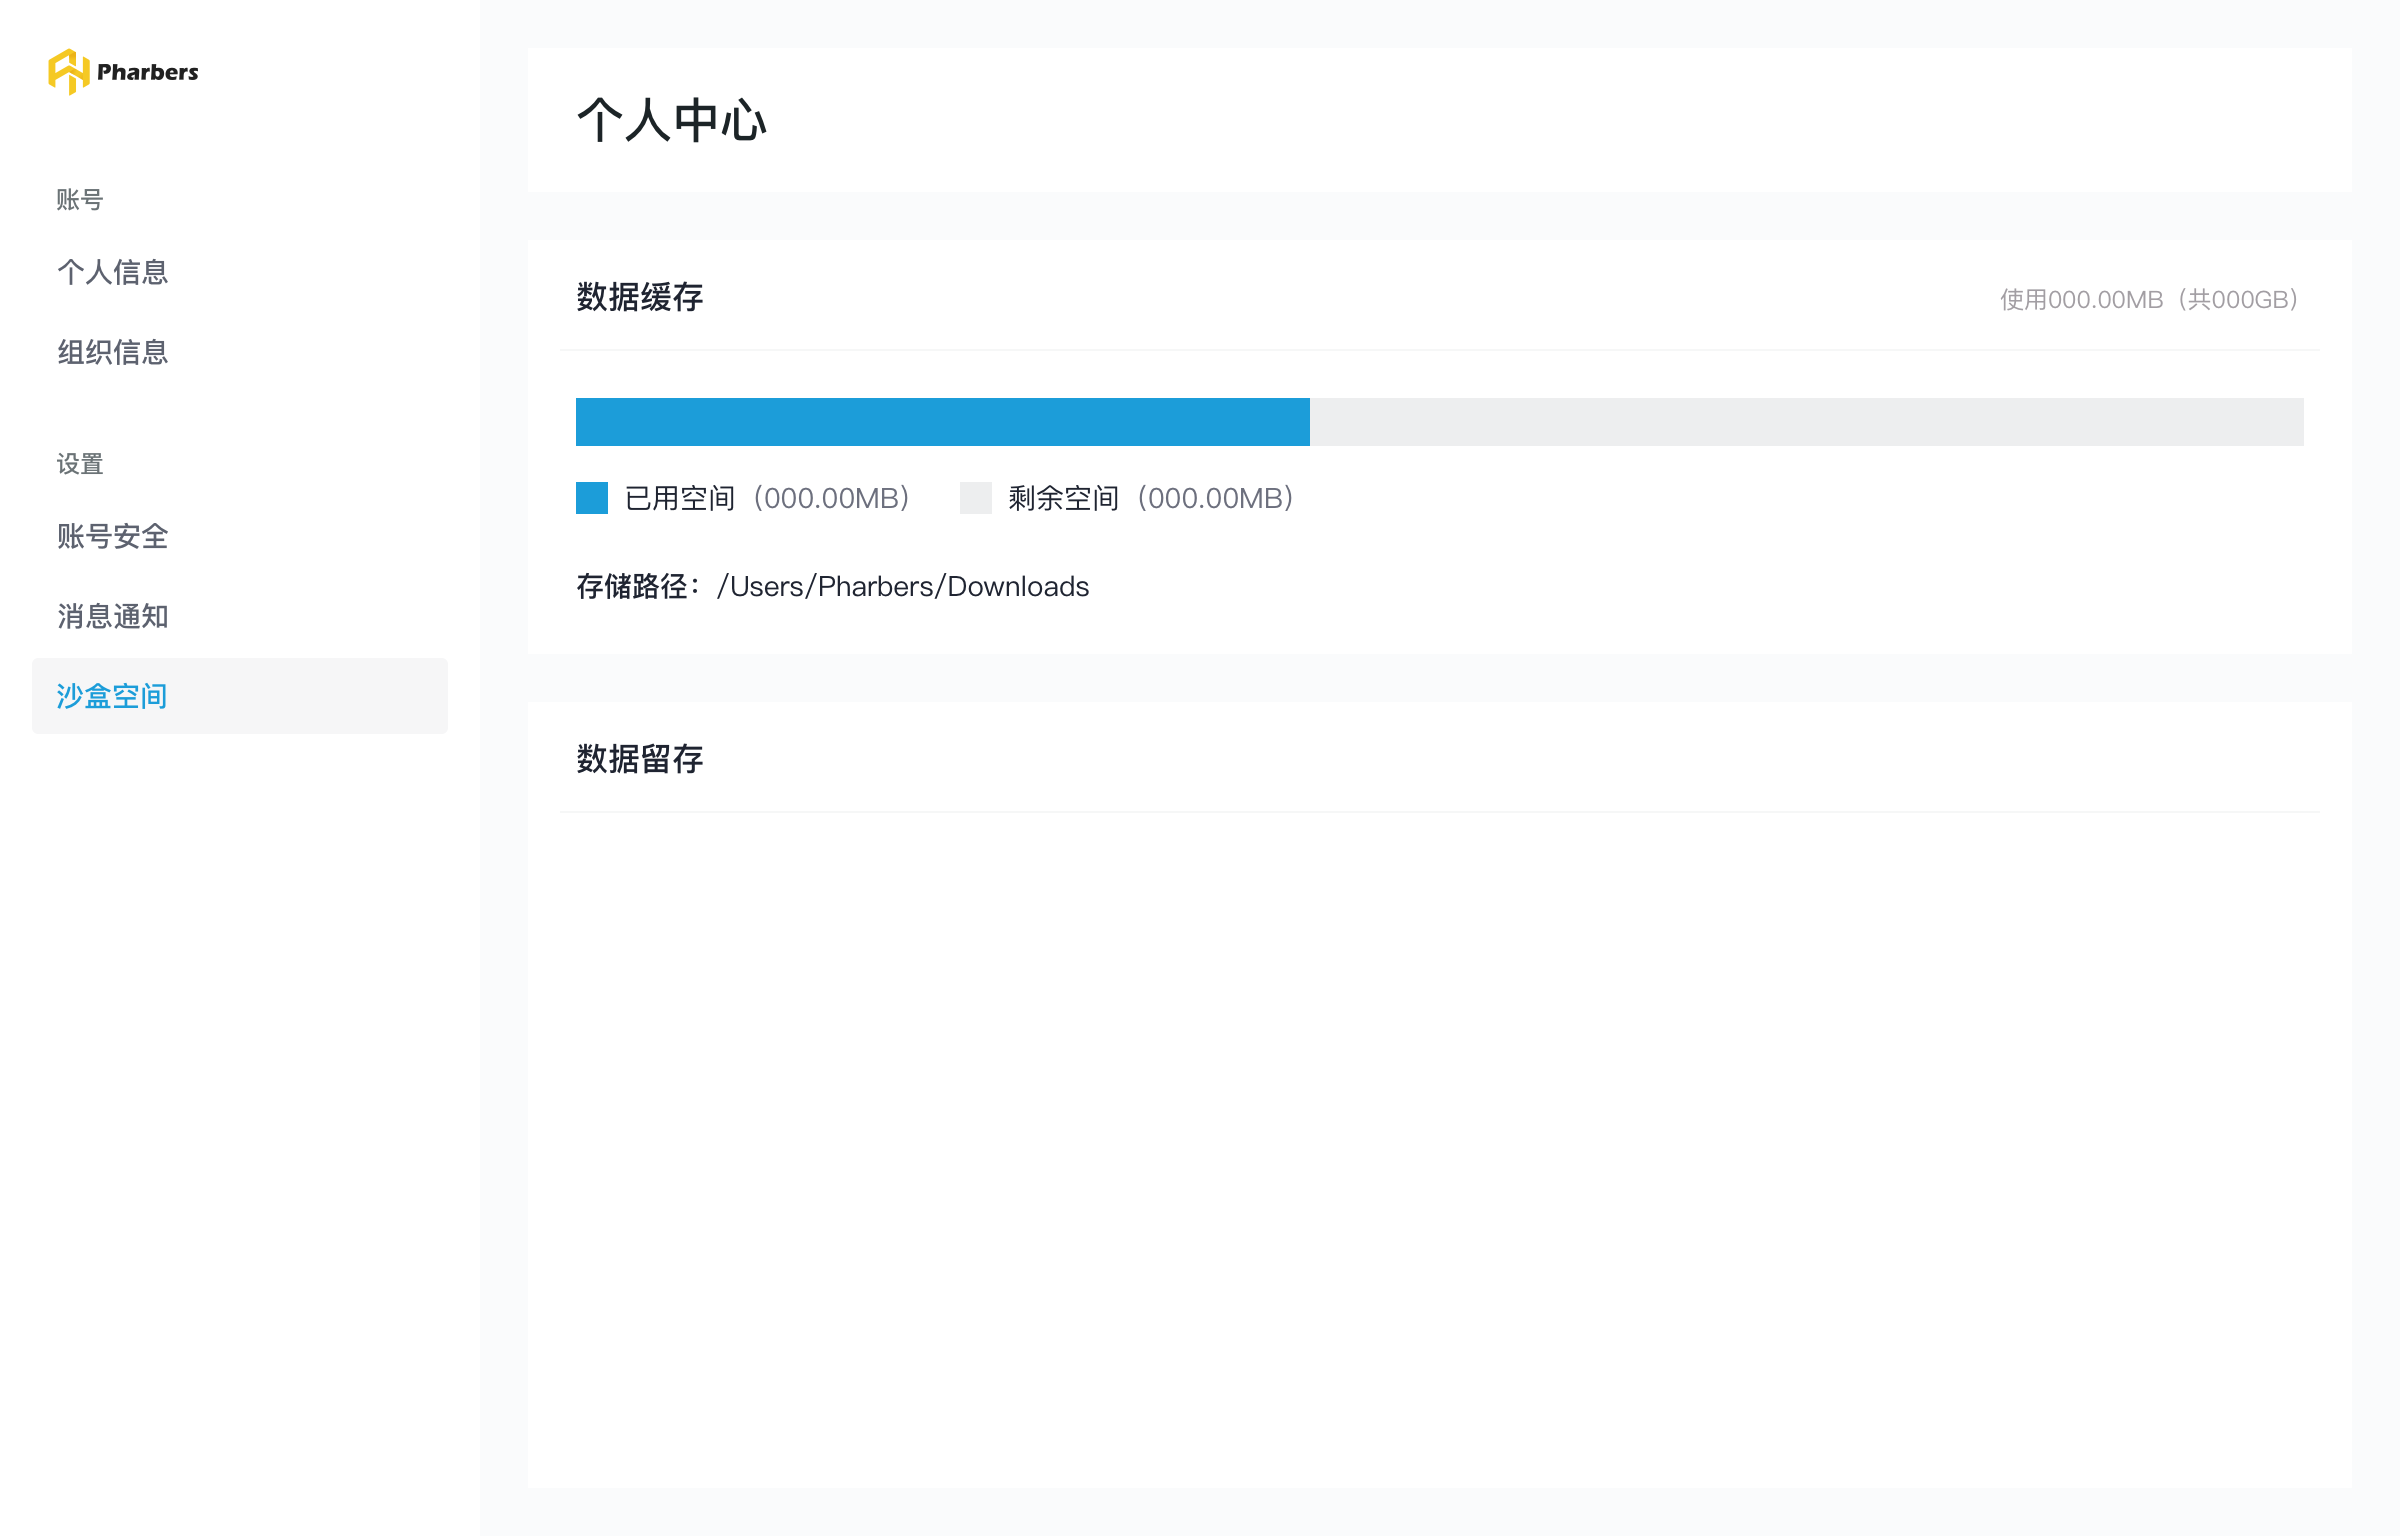 Pharbers
账号
个人信息
组织信息
设置
账号安全
消息通知
沙盒空间
个人中心
数据缓存
使用000.00MB（共000GB）
已用空间（000.00MB）
剩余空间（000.00MB）
存储路径：/Users/Pharbers/Downloads
数据留存